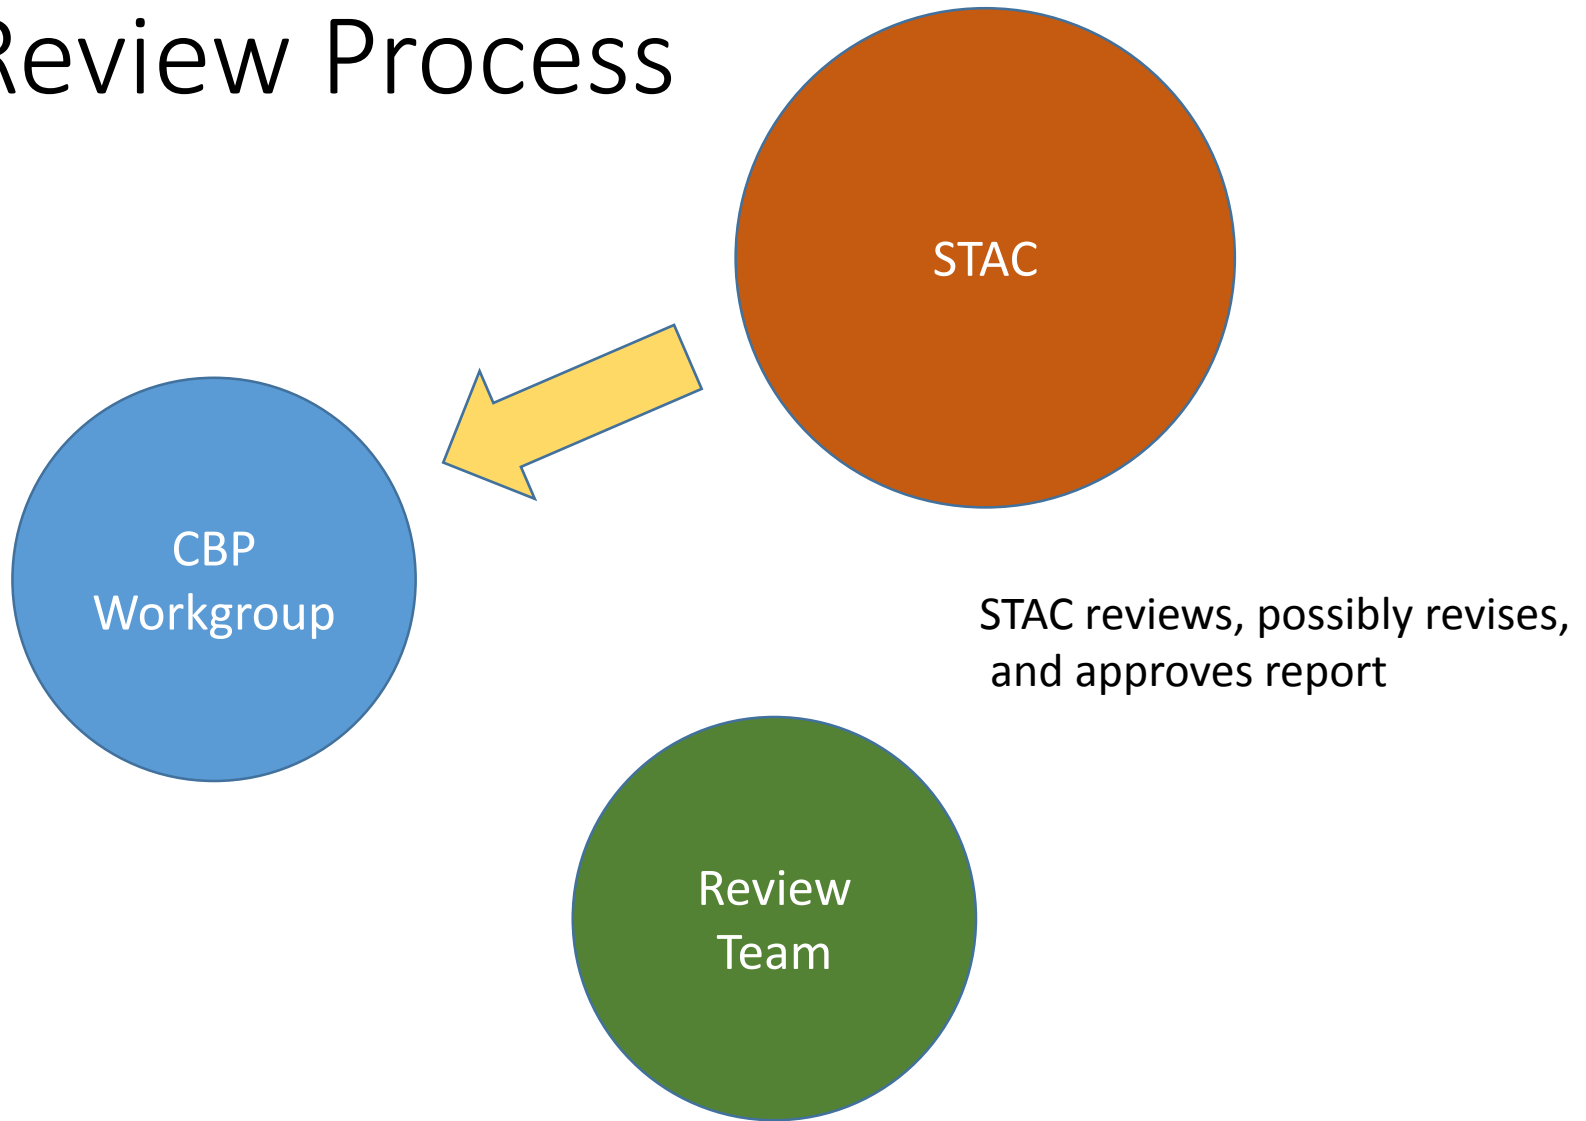 Review Process
STAC
CBP
Workgroup
STAC reviews, possibly revises,
and approves report
Review
Team